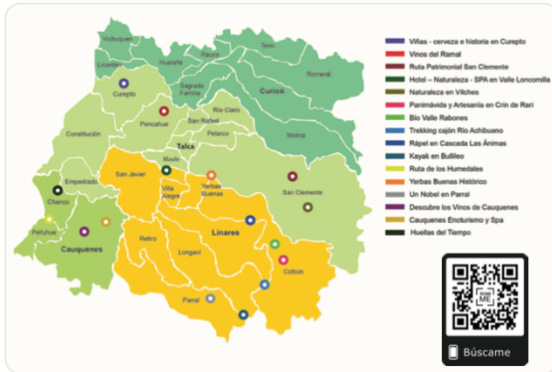 Vichuquen
Licantén
Hualañé
Rauco
Teno
Romeral
Sagrada
Familia
Curicó
Molina
Curepto
Constitución
Pencahue
Río Claro
San Rafael
Pelarco
Talca
Maule
San Javier
Villa
Alegre
Yerbas
Buenas
San Clemente
Empedrado
Chanco
Pelluhue
Cauquenes
Retiro
Linares
Longaví
Colbún
Parral
Viñas - cerveza e historia en Curepto
Vinos del Ramal
Ruta Patrimonial San Clemente
Hotel – Naturaleza - SPA en Valle Loncomilla
Naturaleza en Vilches
Panimávida y Artesanía en Crin de Rari
Bío Valle Rabones
Trekking cajón Río Achibueno
Rápel en Cascada Las Ánimas
Kayak en Bullileo
Ruta de los Humedales
Yerbas Buenas Histórico
Un Nobel en Parral
Descubre los Vinos de Cauquenes
Cauquenes Enoturismo y Spa
Huellas del Tiempo
ME
Búscame